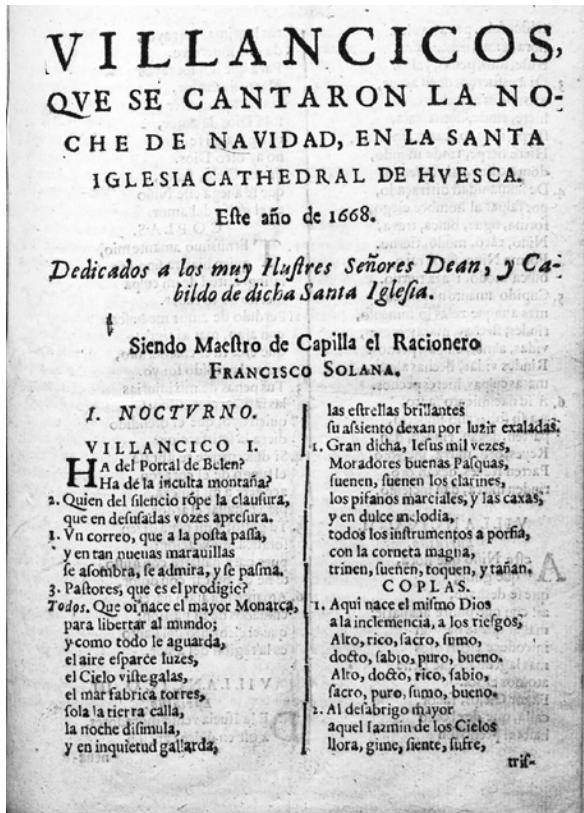 VILLANCICOS,
QVE SE CANTARON LA NO-
CHE DE NAVIDAD, EN LA SANTA
IGLESIA CATHEDRAL DE HVESCA.
Eſte año de 1668.
Dedicados a los muy Iluſtres Señores Dean, y Ca-
bildo de dicha Santa Igleſia.
Siendo Maeſtro de Capilla el Racionero
FRANCISCO SOLANA.
I. NOCTVRNO.
VILLANCICO I.
HA del Portal de Belen?
Ha de la inculta montaña?
2. Quien del ſilencio rõpe la clauſura,
que en deſuſadas vozes apreſura.
1. Vn correo, que a la poſta paſſa,
y en tan nueuas marauillas
ſe aſombra, ſe admira, y ſe paſma.
3. Paſtores, que es el prodigio?
Todos. Que oi nace el mayor Monarca,
para libertar al mundo;
y como todo le aguarda,
el aire eſparce luzes,
el Cielo viſte galas,
el mar fabrica torres,
ſola la tierra calla,
la noche diſimula,
y en inquietud gallarda,
las eſtrellas brillantes
ſu aſsiento dexan por luzir exaladas.
1. Gran dicha, Ieſus mil vezes,
Moradores buenas Paſquas,
ſuenen, ſuenen los clarines,
los pifanos marciales, y las caxas,
y en dulce melodia,
todos los inſtrumentos a porfia,
con la corneta magna,
trinen, ſueñen, toquen, y tañan.
COPLAS.
1. Aqui nace el miſmo Dios
a la inclemencia, a los rieſgos,
Alto, rico, ſacro, ſumo,
docto, ſabio, puro, bueno.
Alto, docto, rico, ſabio,
ſacro, puro, ſumo, bueno.
2. Al deſabrigo mayor
aquel Iazmin de los Cielos
llora, gime, ſiente, ſufre,
triſ-